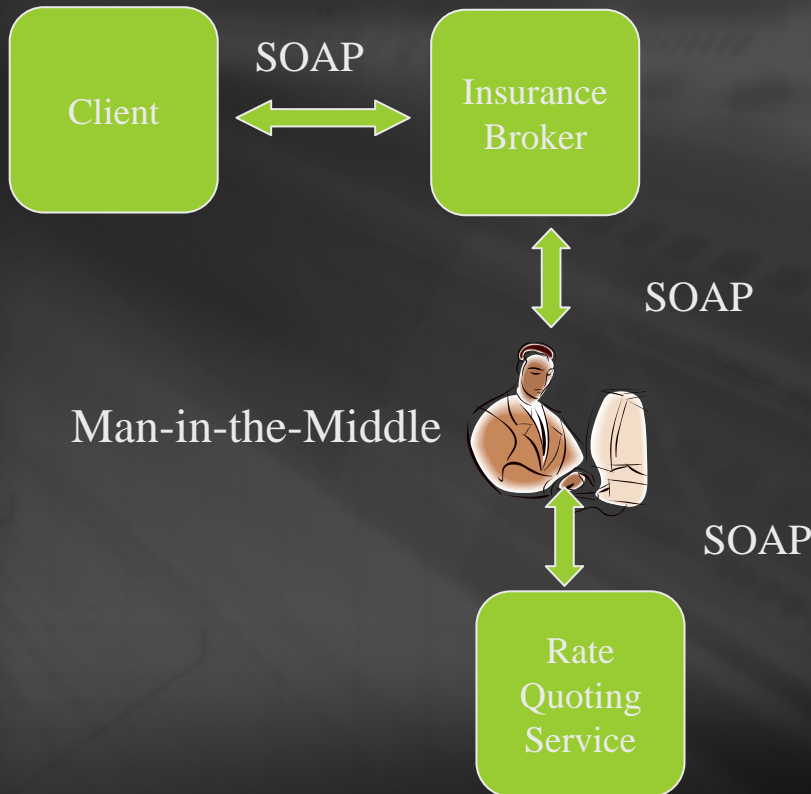 SOAP
Client
Insurance
Broker
SOAP
Man-in-the-Middle
SOAP
Rate
Quoting
Service